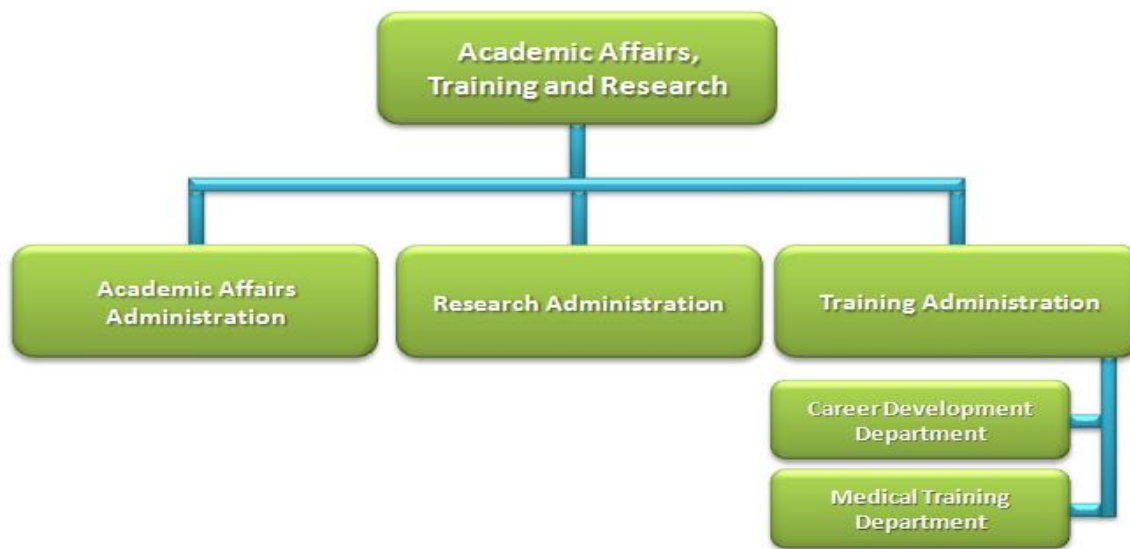 Academic Affairs,
Training and Research
Academic Affairs
Administration
Research Administration
Training Administration
Career Development
Department
Medical Training
Department